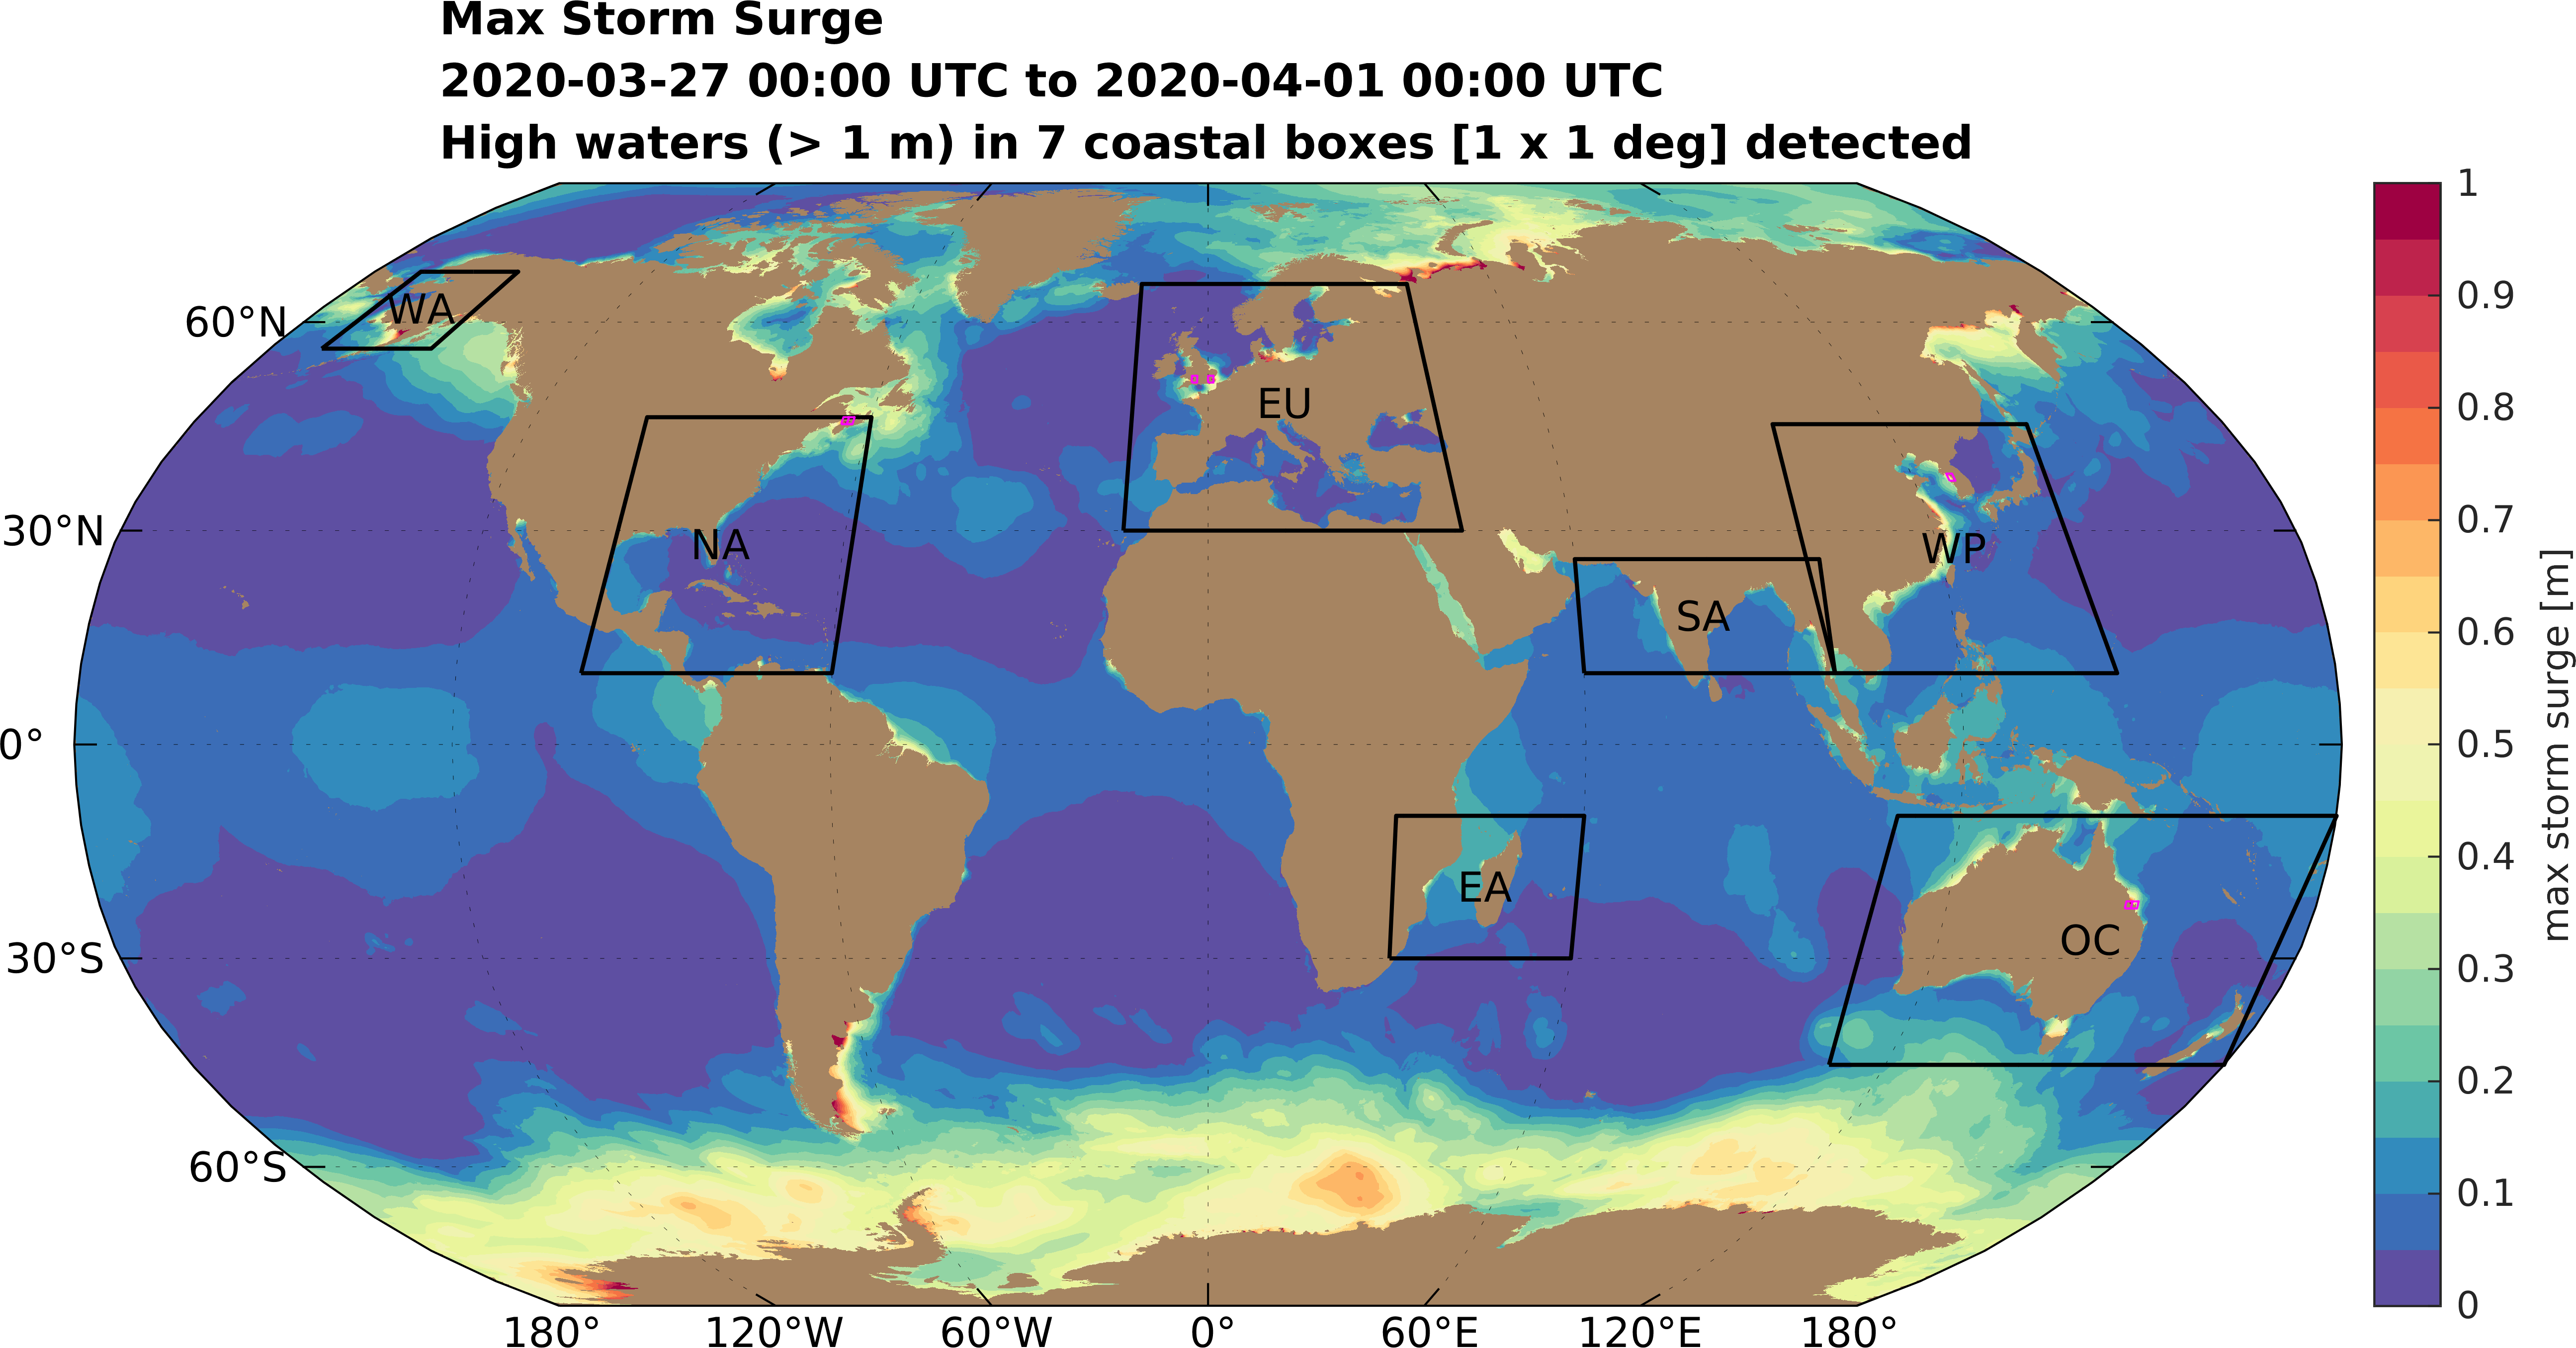 Max Storm Surge
2020-03-27 00:00 UTC to 2020-04-01 00:00 UTC
High waters (> 1 m) in 7 coastal boxes [1 x 1 deg] detected
60°N
30°N
0°
30°S
60°S
WA
NA
EU
SA
WP
EA
OC
180°
120°W
60°W
0°
60°E
120°E
180°
1
0.9
0.8
0.7
0.6
0.5
0.4
0.3
0.2
0.1
0
max storm surge [m]